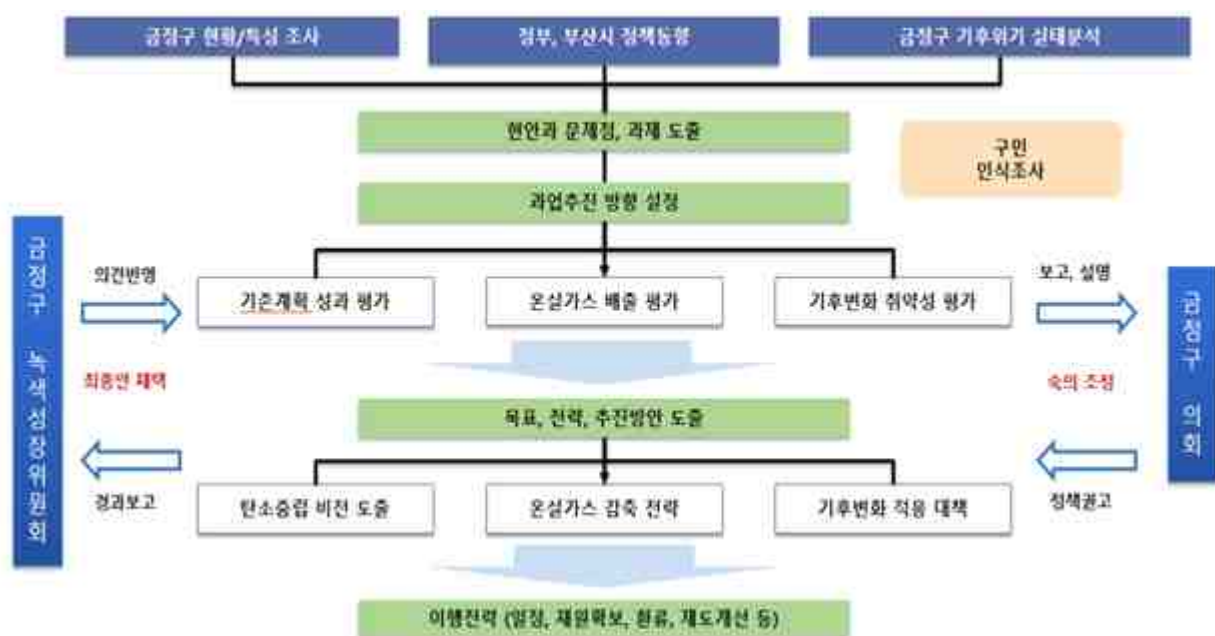 금정구 현황/특성 조사
정부, 부산시 정책동향
금정구 기후위기 실태분석
현안과 문제점, 과제 도출
구민
인식조사
과업추진 방향 설정
금정구 녹색성장위원회
의견반영
기존계획 성과 평가
온실가스 배출 평가
기후변화 취약성 평가
보고, 설명
금정구 의회
최종안 채택
숙의 조정
목표, 전략, 추진방안 도출
경과보고
탄소중립 비전 도출
온실가스 감축 전략
기후변화 적응 대책
정책권고
이행전략 (일정, 재원확보, 환류, 제도개선 등)